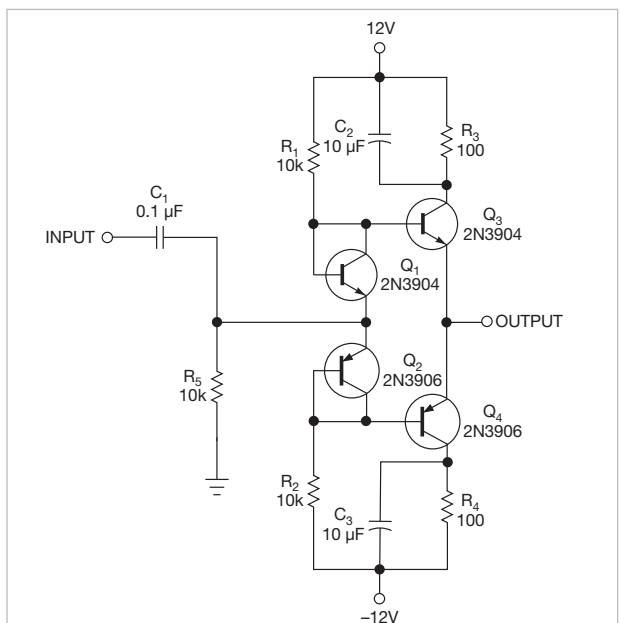 12V
C2
10 µF
R3
100
R1
10k
C1
0.1 µF
Q3
2N3904
INPUT
Q1
2N3904
OUTPUT
Q2
2N3906
R5
10k
Q4
2N3906
R2
10k
C3
10 µF
R4
100
–12V